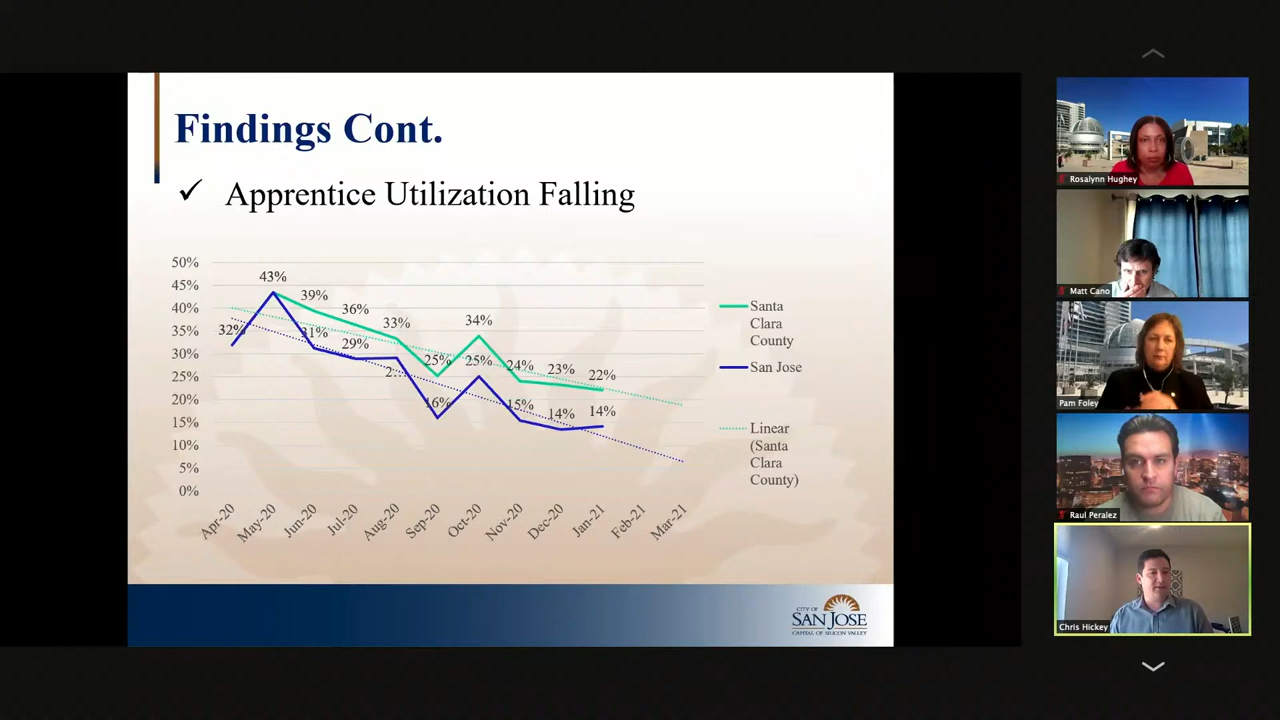 Findings Cont.
✓ Apprentice Utilization Falling
50%
45%
40%
35%
30%
25%
20%
15%
10%
5%
0%
43%
39%
36%
33%
25%
34%
24%
23%
22%
32%
31%
29%
2...
16%
25%
15%
14%
14%
Apr-20
May-20
Jun-20
Jul-20
Aug-20
Sep-20
Oct-20
Nov-20
Dec-20
Jan-21
Feb-21
Mar-21
Santa
Clara
County
San Jose
Linear
(Santa
Clara
County)
CITY OF
SAN JOSE
CAPITAL OF SILICON VALLEY
Rosalynn Hughey
Matt Cano
Pam Foley
Raul Peralez
Chris Hickey